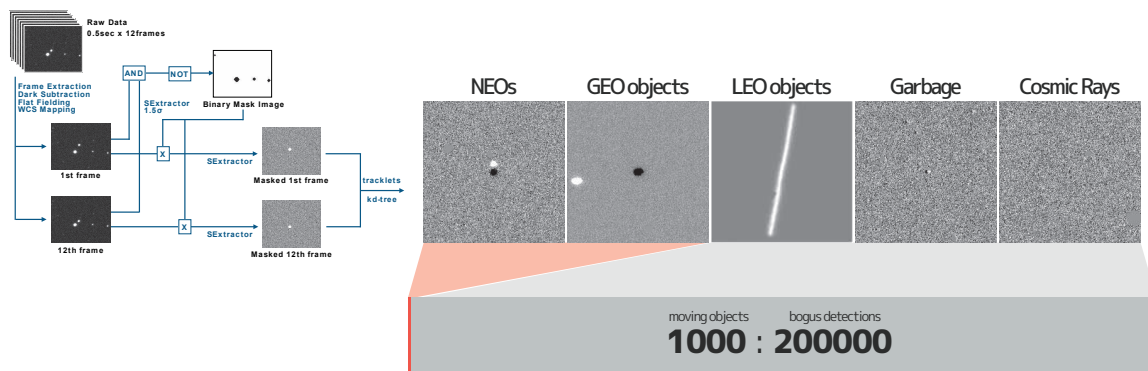 Raw Data
0.5sec x 12frames
Frame Extraction
Dark Subtraction
Flat Fielding
WCS Mapping
AND
NOT
SExtractor
1.5σ
Binary Mask Image
1st frame
X
SExtractor
Masked 1st frame
tracklets
kd-tree
12th frame
X
SExtractor
Masked 12th frame
NEOs
GEO objects
LEO objects
Garbage
Cosmic Rays
moving objects
bogus detections
1000 : 200000